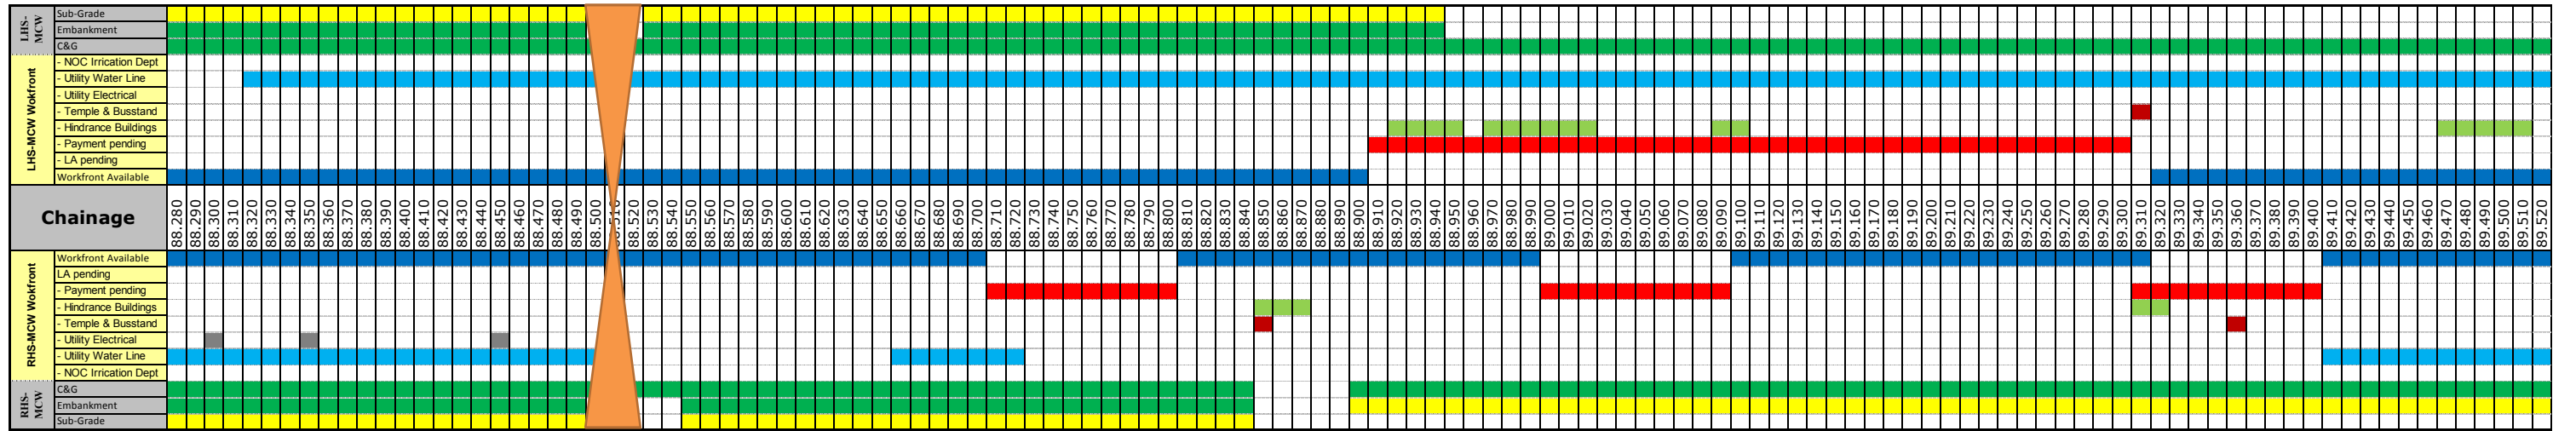 LHS-
MCW
Sub-Grade
Embankment
C&G
LHS-MCW Wokfront
- NOC Irrication Dept
- Utility Water Line
- Utility Electrical
- Temple & Busstand
- Hindrance Buildings
- Payment pending
- LA pending
Workfront Available
Chainage
88.280 88.290 88.300 88.310 88.320 88.330 88.340 88.350 88.360 88.370 88.380 88.390 88.400 88.410 88.420 88.430 88.440 88.450 88.460 88.470 88.480 88.490 88.500 88.520 88.530 88.540 88.550 88.560 88.570 88.580 88.590 88.600 88.610 88.620 88.630 88.640 88.650 88.660 88.670 88.680 88.690 88.700 88.710 88.720 88.730 88.740 88.750 88.760 88.770 88.780 88.790 88.800 88.810 88.820 88.830 88.840 88.850 88.860 88.870 88.880 88.890 88.900 88.910 88.920 88.930 88.940 88.950 88.960 88.970 88.980 88.990 89.000 89.010 89.020 89.030 89.040 89.050 89.060 89.070 89.080 89.090 89.100 89.110 89.120 89.130 89.140 89.150 89.160 89.170 89.180 89.190 89.200 89.210 89.220 89.230 89.240 89.250 89.260 89.270 89.280 89.290 89.300 89.310 89.320 89.330 89.340 89.350 89.360 89.370 89.380 89.390 89.400 89.410 89.420 89.430 89.440 89.450 89.460 89.470 89.480 89.490 89.500 89.510 89.520
RHS-MCW Wokfront
Workfront Available
LA pending
- Payment pending
- Hindrance Buildings
- Temple & Busstand
- Utility Electrical
- Utility Water Line
- NOC Irrication Dept
RHS-
MCW
C&G
Embankment
Sub-Grade